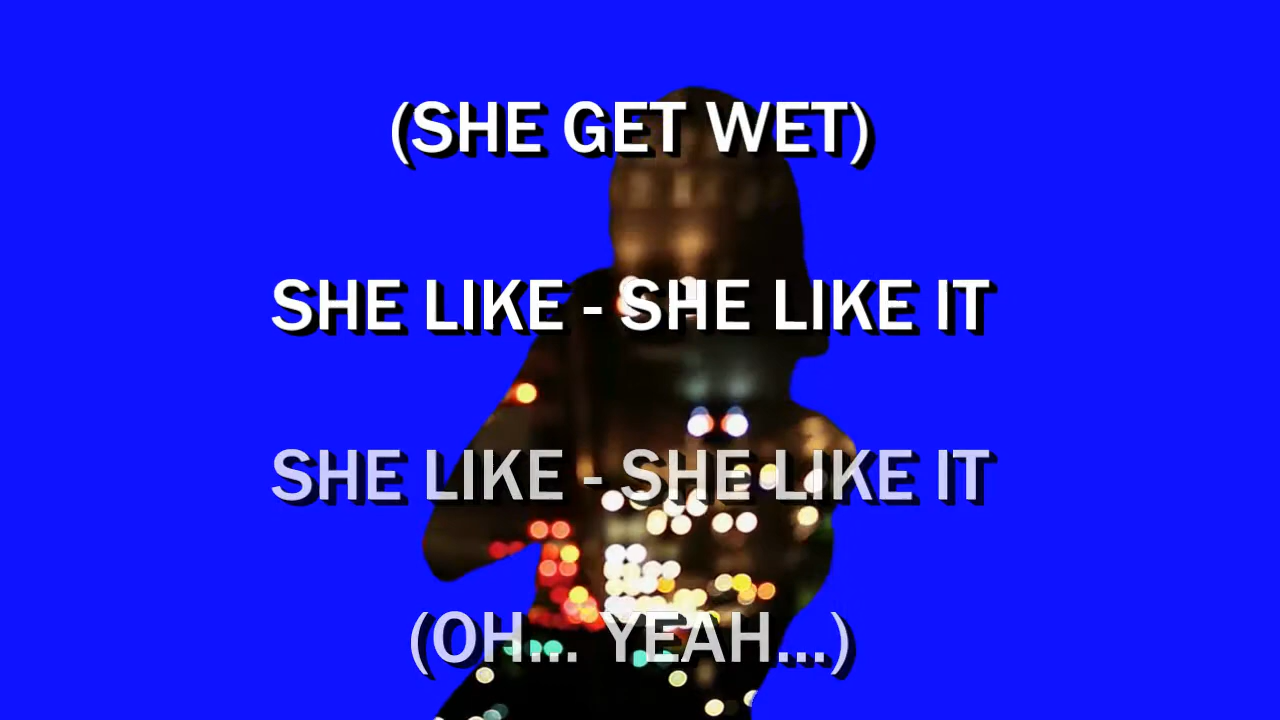 (SHE GET WET)
SHE LIKE - SHE LIKE IT
SHE LIKE - SHE LIKE IT
(OH... YEAH...)